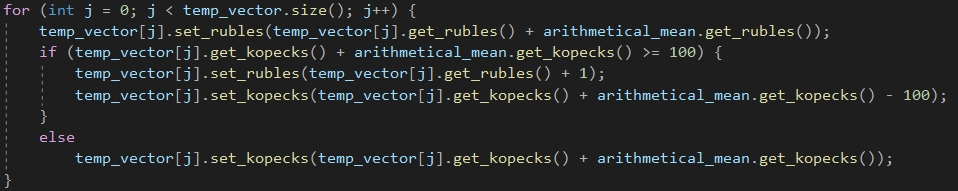 for (int j = 0; j < temp_vector.size(); j++) {
    temp_vector[j].set_rubles(temp_vector[j].get_rubles() + arithmetical_mean.get_rubles());
    if (temp_vector[j].get_kopecks() + arithmetical_mean.get_kopecks() >= 100) {
        temp_vector[j].set_rubles(temp_vector[j].get_rubles() + 1);
        temp_vector[j].set_kopecks(temp_vector[j].get_kopecks() + arithmetical_mean.get_kopecks() - 100);
    }
    else
        temp_vector[j].set_kopecks(temp_vector[j].get_kopecks() + arithmetical_mean.get_kopecks());
}